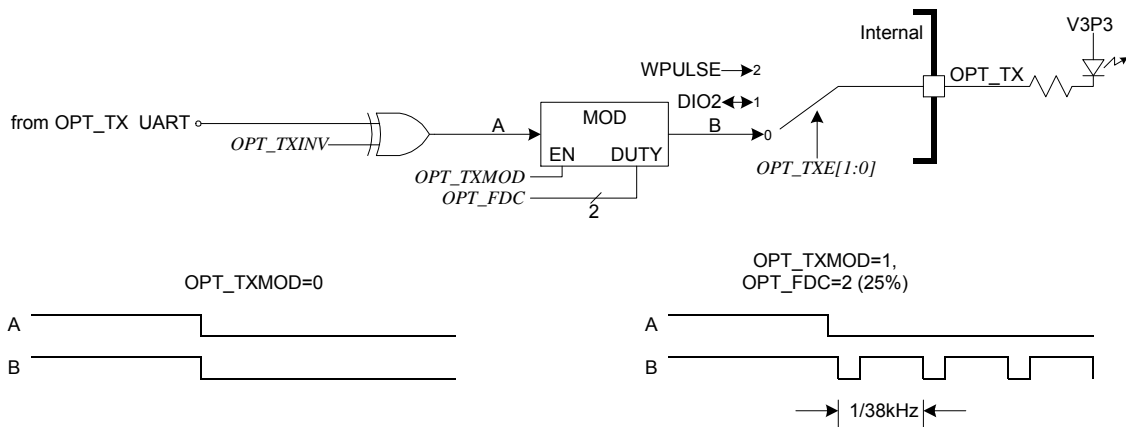 V3P3
Internal
OPT_TX
WPULSE 2
DIO2 1
from OPT_TX UART
OPT_TXINV
A
MOD
EN DUTY
B
0
OPT_TXMOD
OPT_FDC
2
OPT_TXE[1:0]
OPT_TXMOD=0
A
B
OPT_TXMOD=1,
OPT_FDC=2 (25%)
A
B
1/38kHz